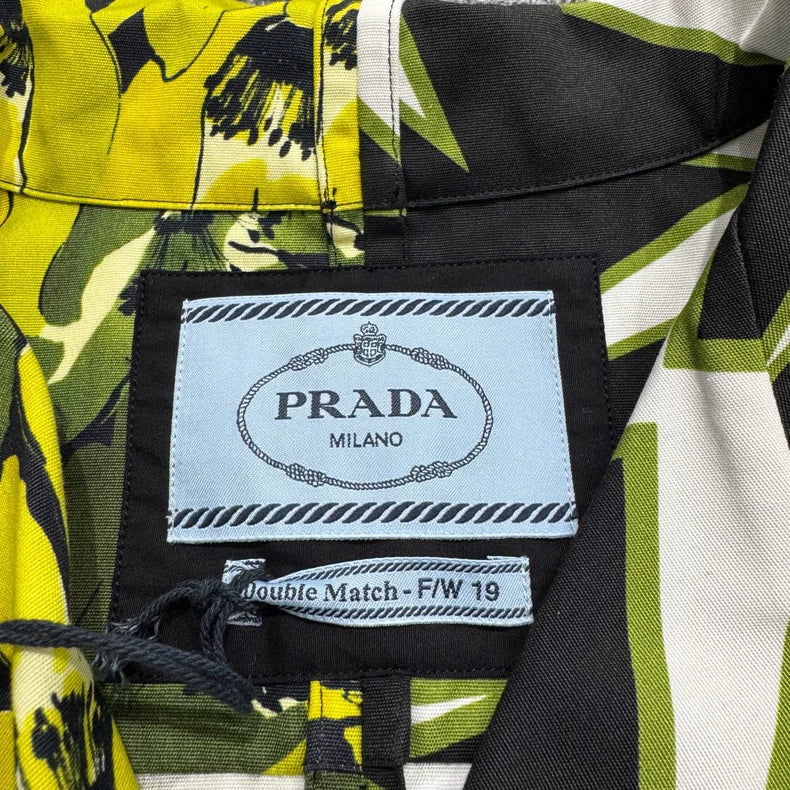 PRADA
MILANO
Double Match - F/W 19